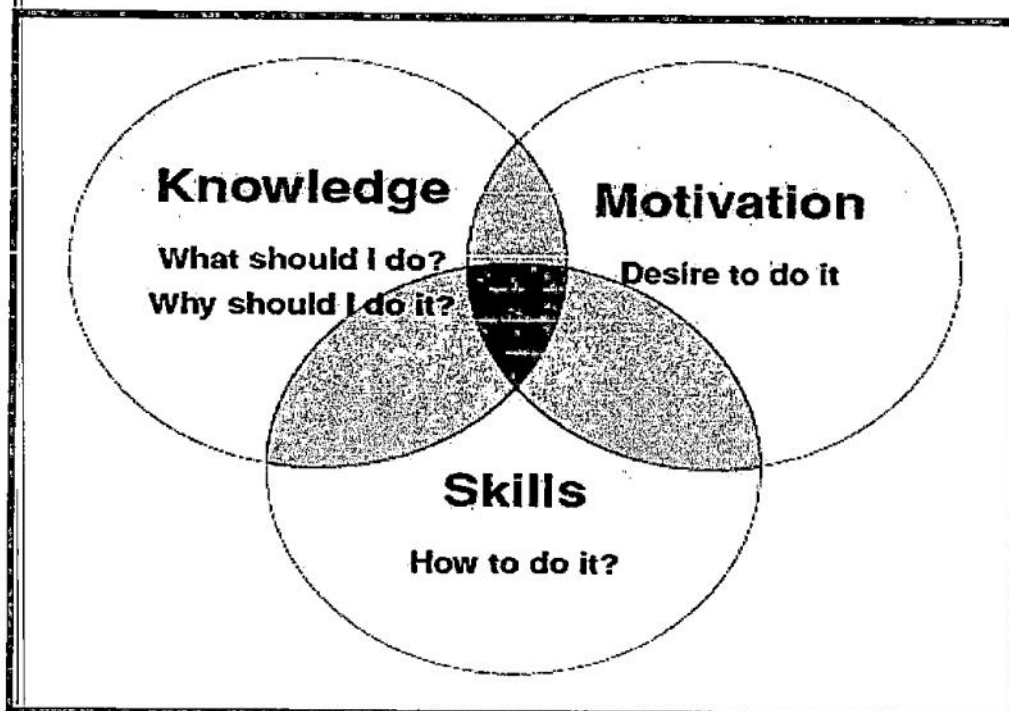 Knowledge
What should I do?
Why should I do it?
Motivation
Desire to do it
Skills
How to do it?